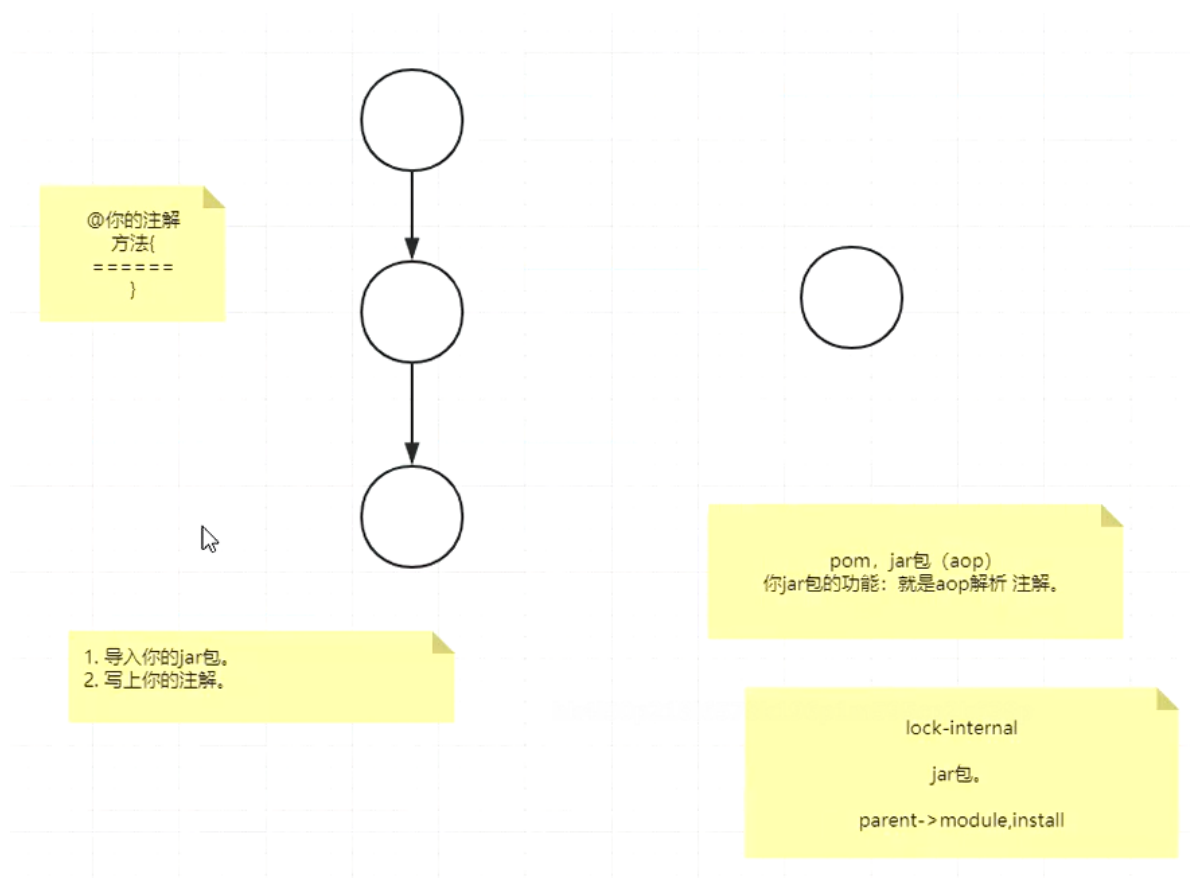 @你的注解
方法{
======
}
pom，jar包（aop）
你jar包的功能：就是aop解析 注解。
1. 导入你的jar包。
2. 写上你的注解。
lock-internal
jar包。
parent->module,install